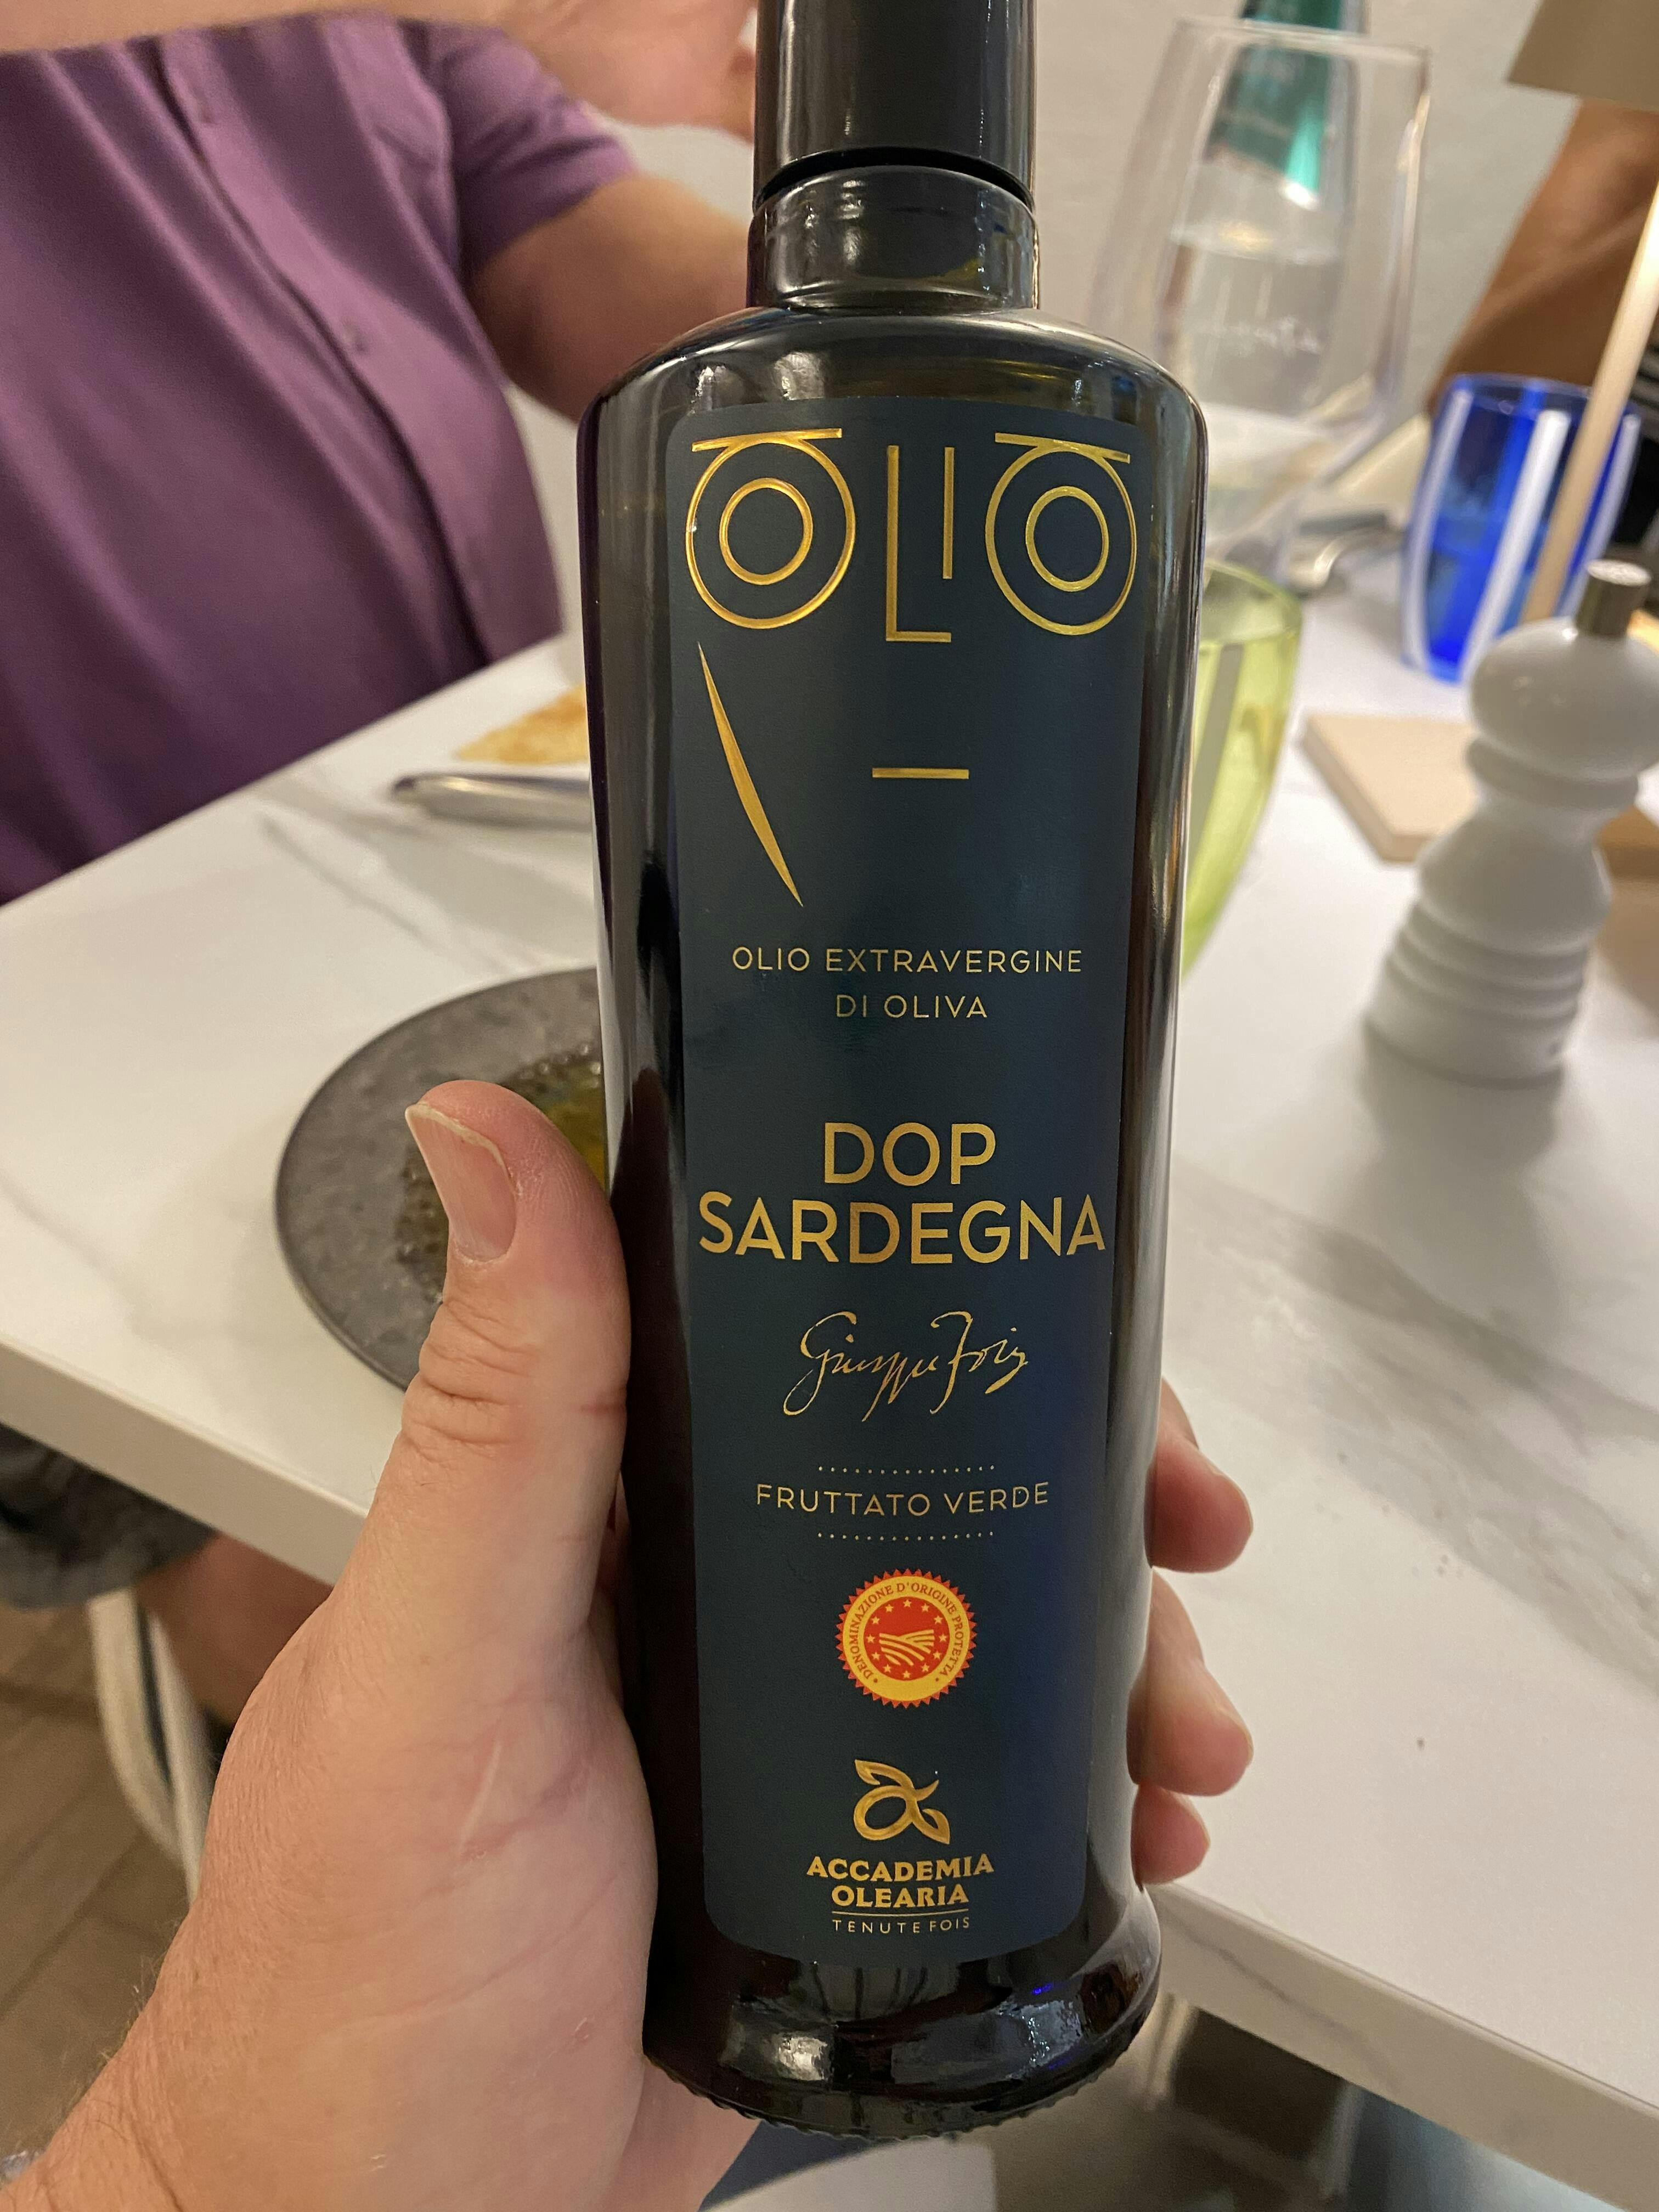 OLIO
OLIO EXTRAVERGINE
DI OLIVA
DOP
SARDEGNA
Giuseppe Fois
FRUTTATO VERDE
DENOMINAZIONE D'ORIGINE PROTETTA
ACCADEMIA
OLEARIA
TENUTE FOIS